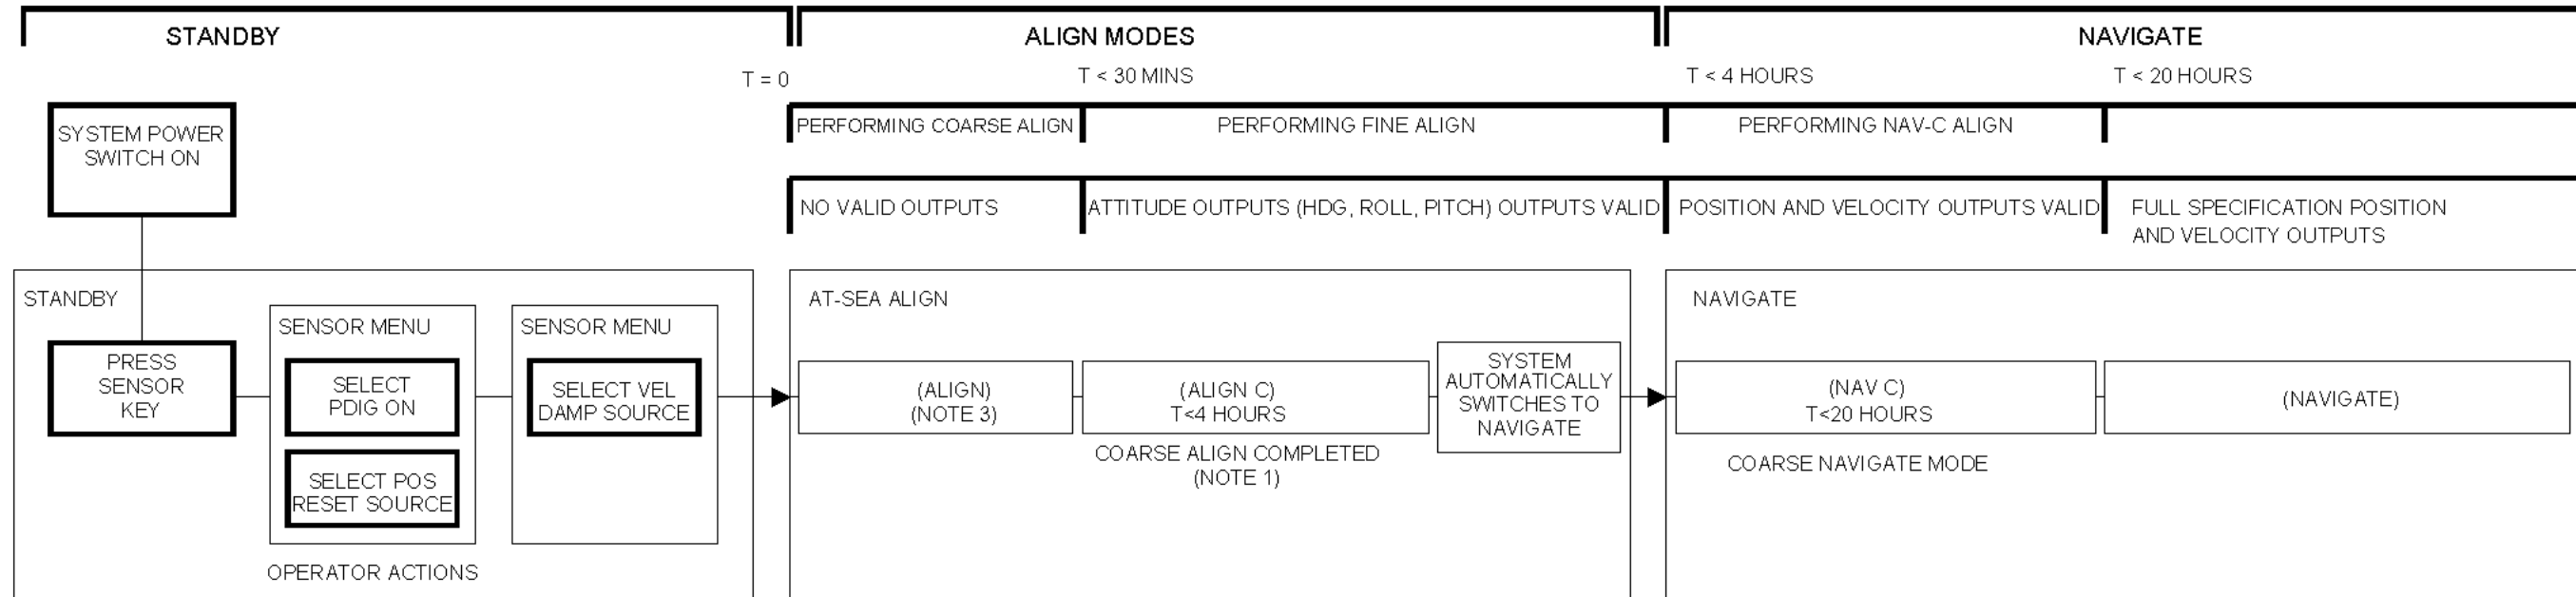 STANDBY
ALIGN MODES
NAVIGATE
T = 0
T < 30 MINS
T < 4 HOURS
T < 20 HOURS
SYSTEM POWER
SWITCH ON
PERFORMING COARSE ALIGN
PERFORMING FINE ALIGN
PERFORMING NAV-C ALIGN
NO VALID OUTPUTS
ATTITUDE OUTPUTS (HDG, ROLL, PITCH) OUTPUTS VALID
POSITION AND VELOCITY OUTPUTS VALID
FULL SPECIFICATION POSITION
AND VELOCITY OUTPUTS
STANDBY
PRESS
SENSOR
KEY
SENSOR MENU
SELECT
PDIG ON
SELECT POS
RESET SOURCE
SENSOR MENU
SELECT VEL
DAMP SOURCE
OPERATOR ACTIONS
AT-SEA ALIGN
(ALIGN)
(NOTE 3)
(ALIGN C)
T<4 HOURS
COARSE ALIGN COMPLETED
(NOTE 1)
SYSTEM
AUTOMATICALLY
SWITCHES TO
NAVIGATE
NAVIGATE
(NAV C)
T<20 HOURS
COARSE NAVIGATE MODE
(NAVIGATE)